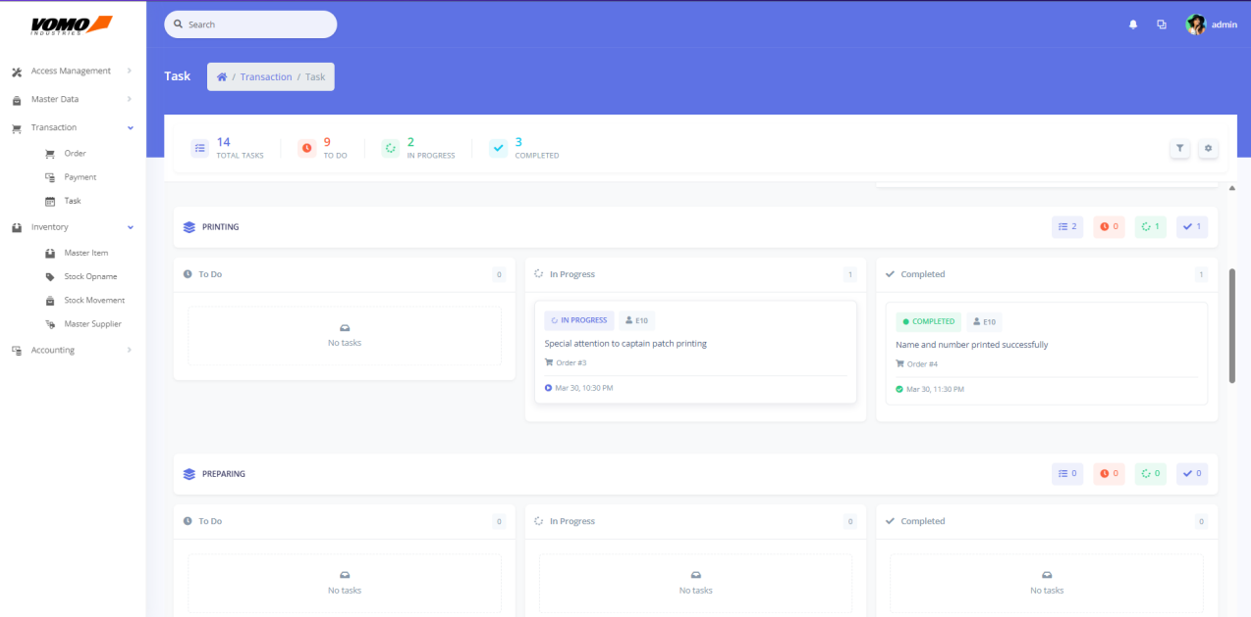 VOMO
INDUSTRIES
Search
admin
Access Management
Master Data
Transaction
Order
Payment
Task
Inventory
Master Item
Stock Opname
Stock Movement
Master Supplier
Accounting
Task
/ Transaction / Task
14
TOTAL TASKS
9
TO DO
2
IN PROGRESS
3
COMPLETED
PRINTING
2
0
1
1
To Do
0
No tasks
In Progress
1
IN PROGRESS
E10
Special attention to captain patch printing
Order #3
Mar 30, 10:30 PM
Completed
1
COMPLETED
E10
Name and number printed successfully
Order #4
Mar 30, 11:30 PM
PREPARING
0
0
0
0
To Do
0
No tasks
In Progress
0
No tasks
Completed
0
No tasks